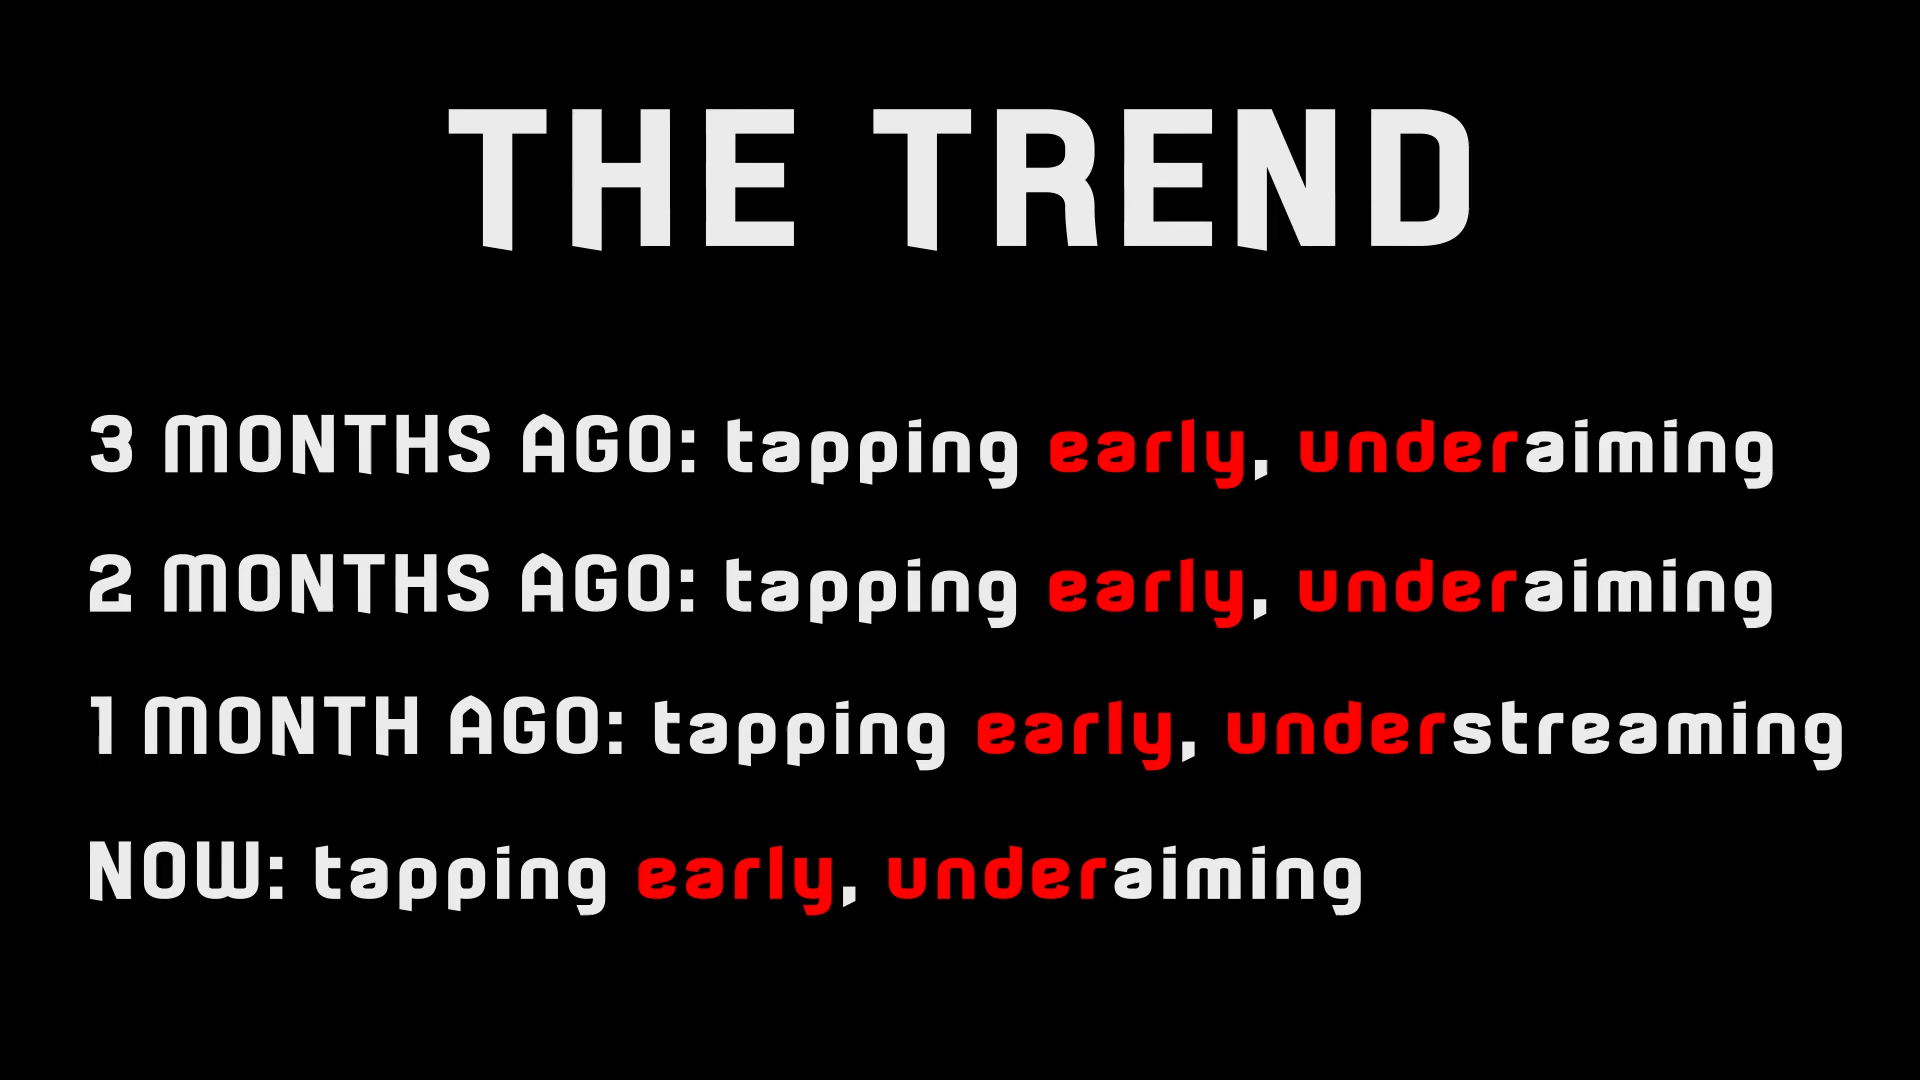 THE TREND
3 MONTHS AGO: tapping early, underaiming
2 MONTHS AGO: tapping early, underaiming
1 MONTH AGO: tapping early, understreaming
NOW: tapping early, underaiming